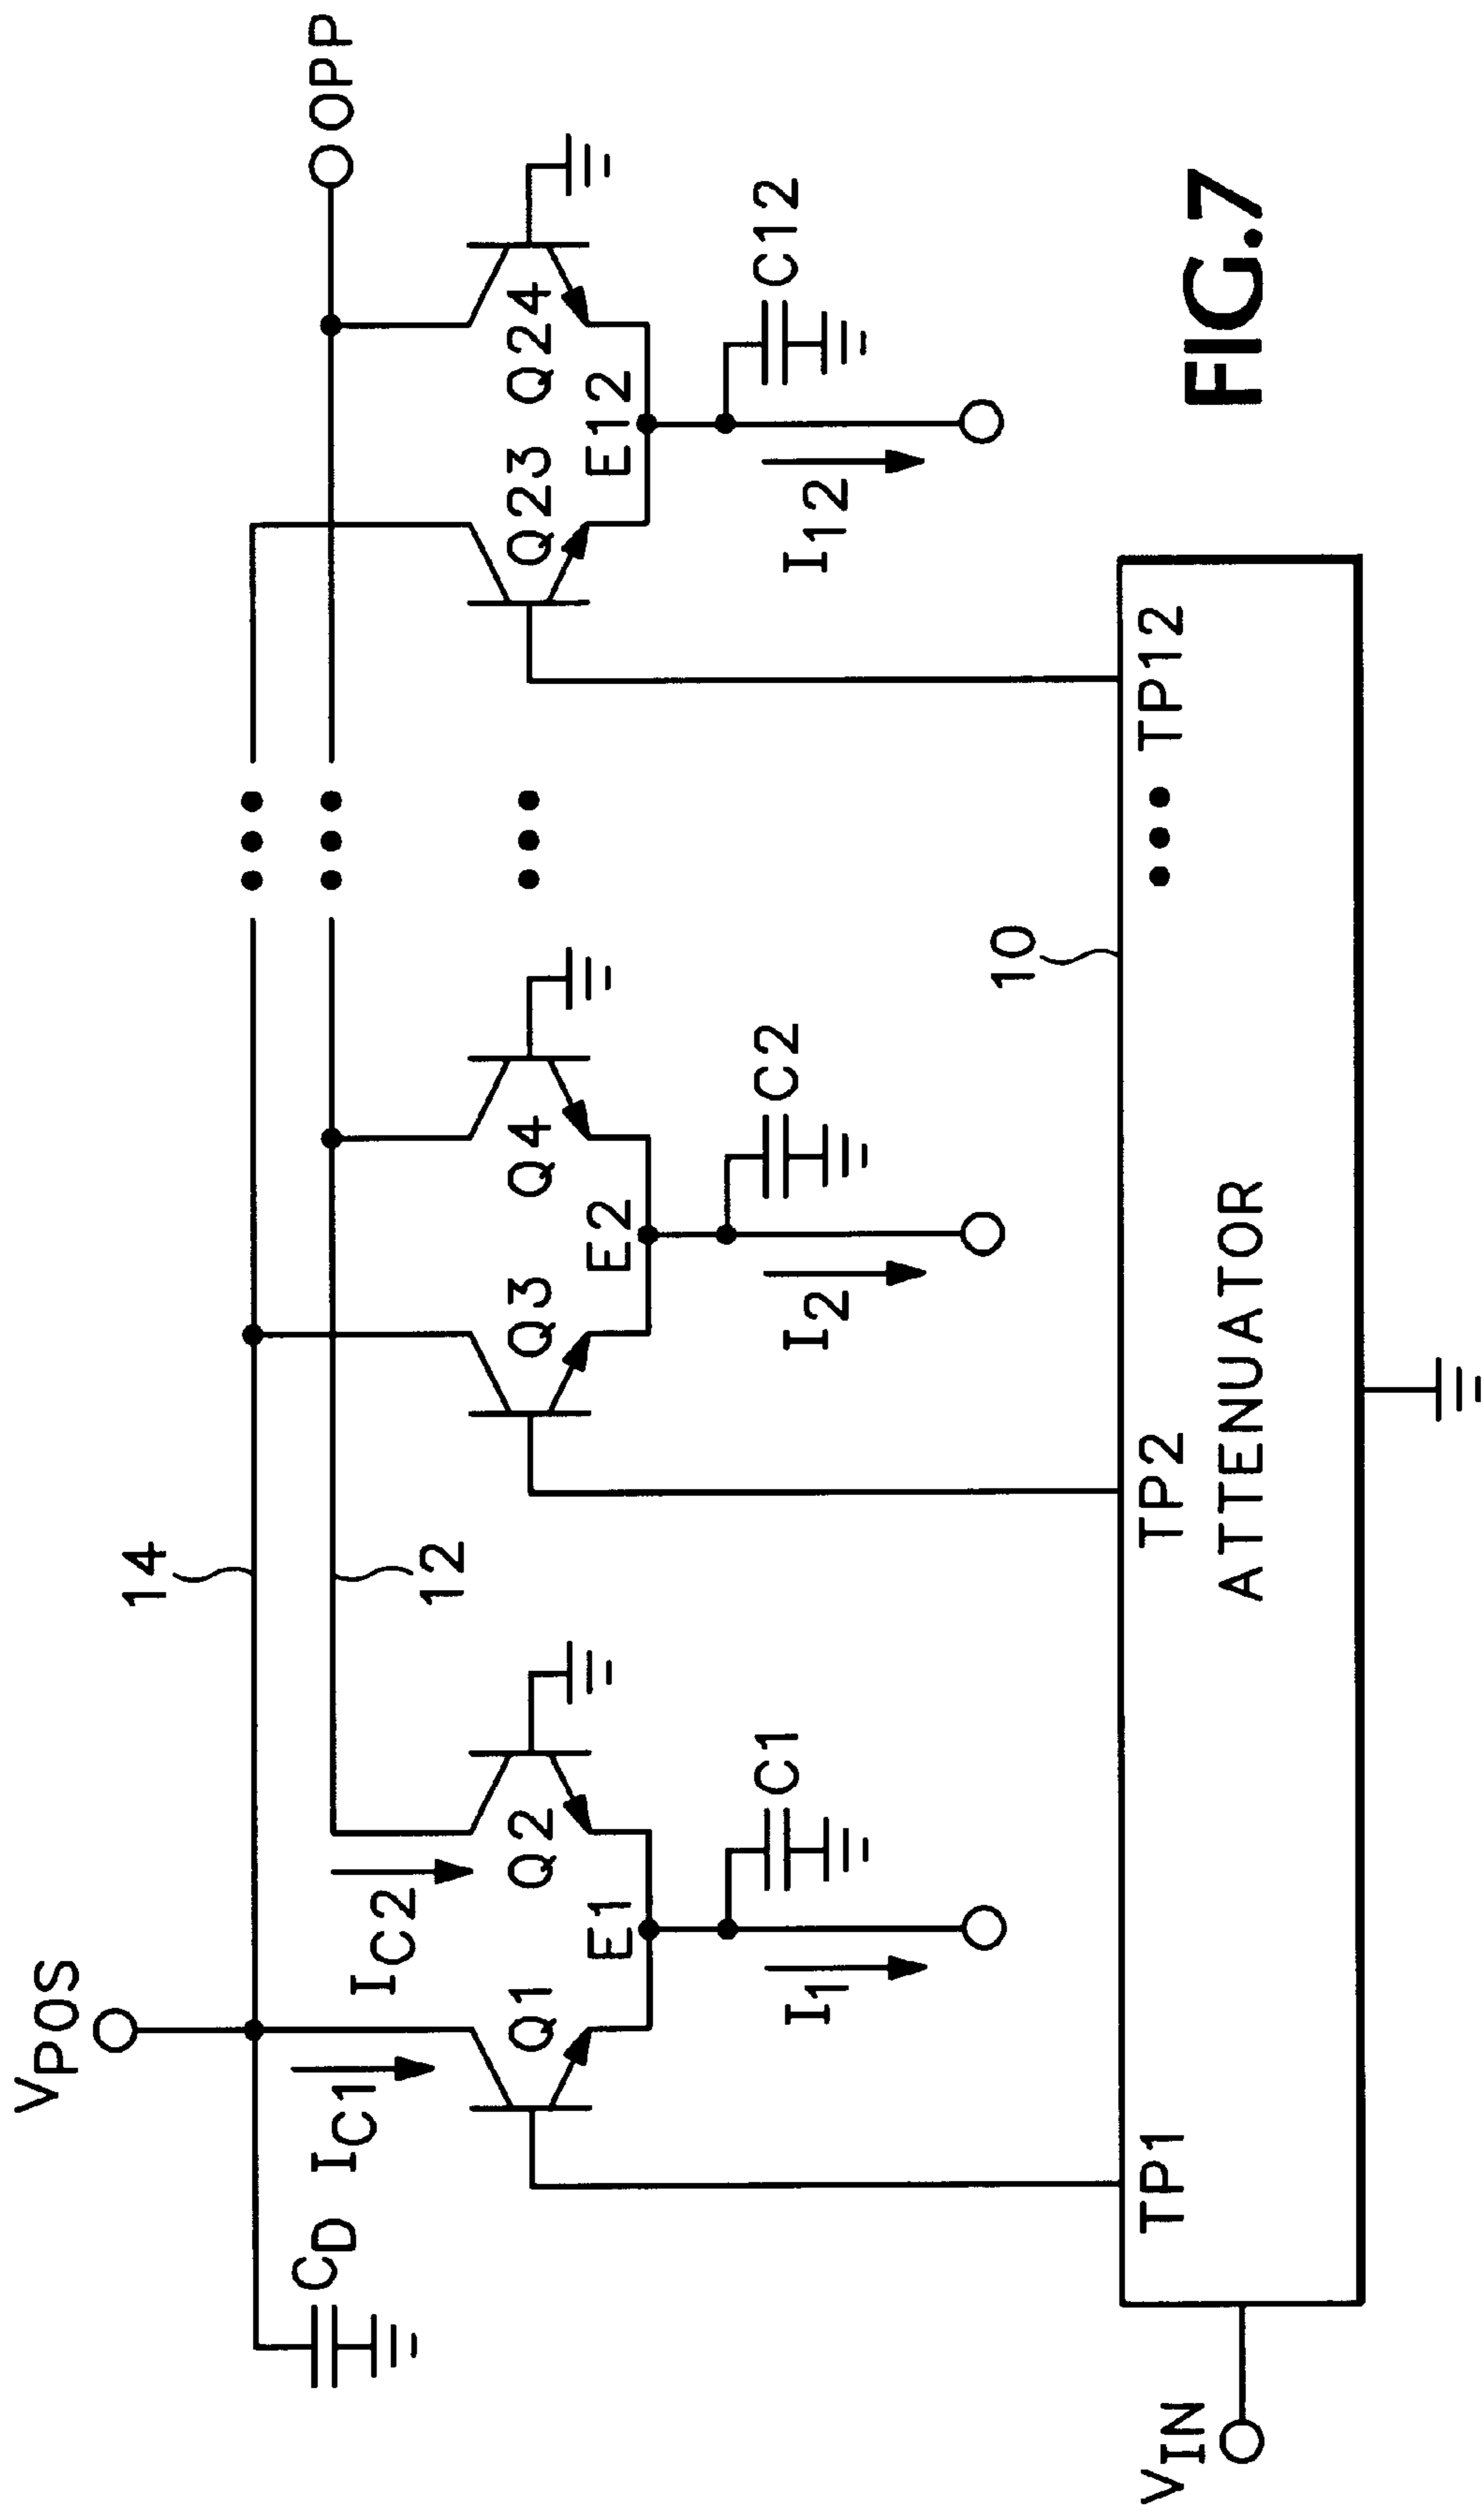 VPOS
14
OPP
CD
IC1
IC2
12
Q1
Q2
Q3
Q4
Q23
Q24
E1
E2
E12
C1
C2
C12
I1
I2
I12
10
TP1
TP2
TP12
VIN
ATTENUATOR
FIG.7